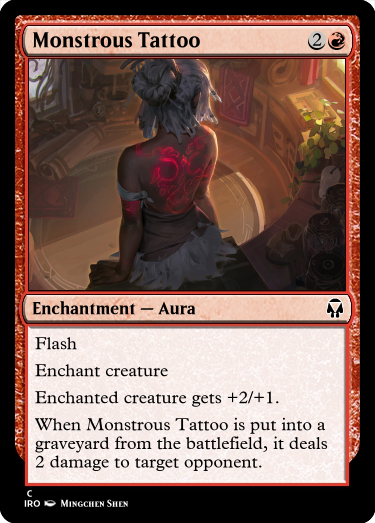 Monstrous Tattoo 2
Enchantment — Aura
Flash
Enchant creature
Enchanted creature gets +2/+1.
When Monstrous Tattoo is put into a
graveyard from the battlefield, it deals
2 damage to target opponent.
C
IRO MINGCHEN SHEN